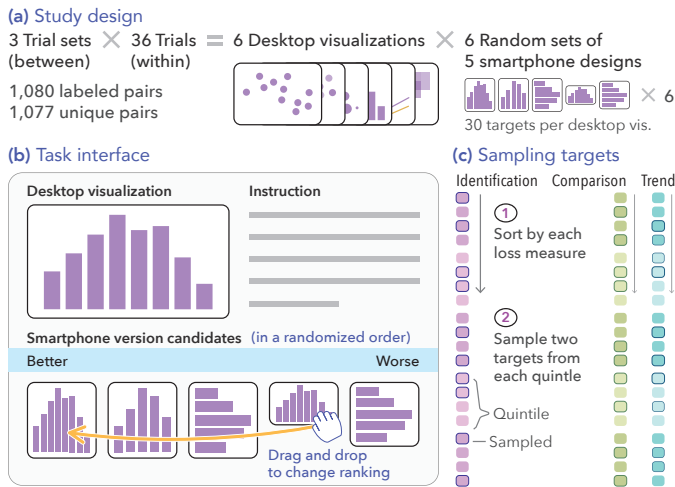 (a) Study design
3 Trial sets × 36 Trials = 6 Desktop visualizations × 6 Random sets of
(between) (within) 5 smartphone designs
1,080 labeled pairs
1,077 unique pairs
× 6
30 targets per desktop vis.
(b) Task interface
Desktop visualization
Instruction
Smartphone version candidates (in a randomized order)
Better Worse
Drag and drop
to change ranking
(c) Sampling targets
Identification Comparison Trend
1
Sort by each
loss measure
2
Sample two
targets from
each quintle
Quintile
Sampled